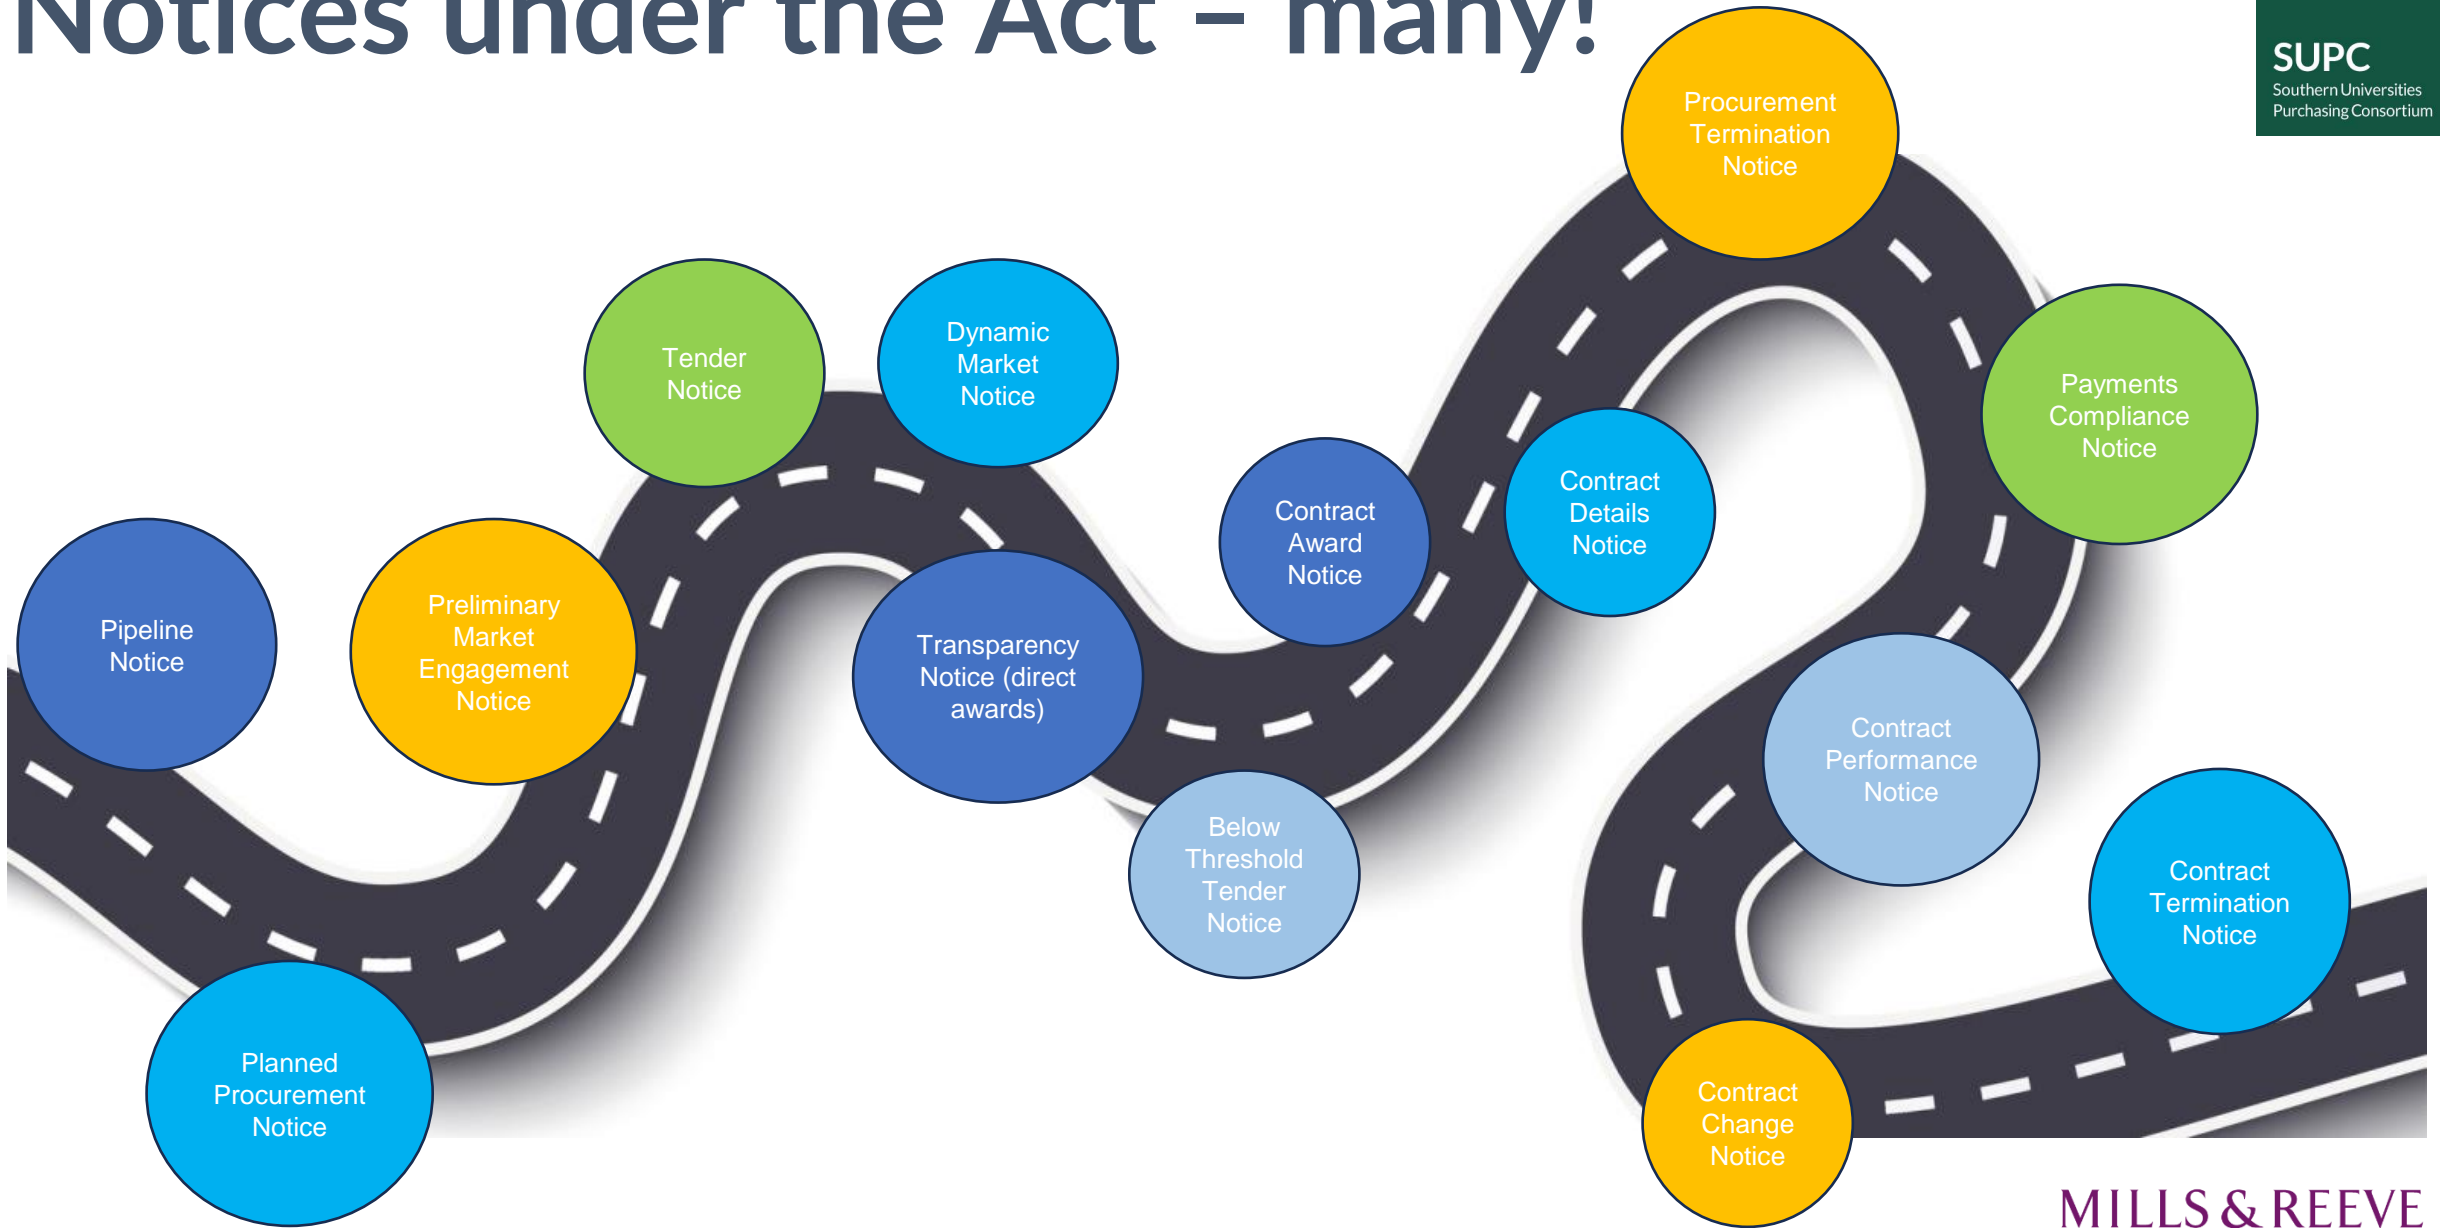 Notices under the Act – many!
SUPC
Southern Universities
Purchasing Consortium
Procurement
Termination
Notice
Tender
Notice
Dynamic
Market
Notice
Payments
Compliance
Notice
Contract
Award
Notice
Contract
Details
Notice
Pipeline
Notice
Preliminary
Market
Engagement
Notice
Transparency
Notice (direct
awards)
Contract
Performance
Notice
Below
Threshold
Tender
Notice
Contract
Termination
Notice
Planned
Procurement
Notice
Contract
Change
Notice
MILLS & REEVE